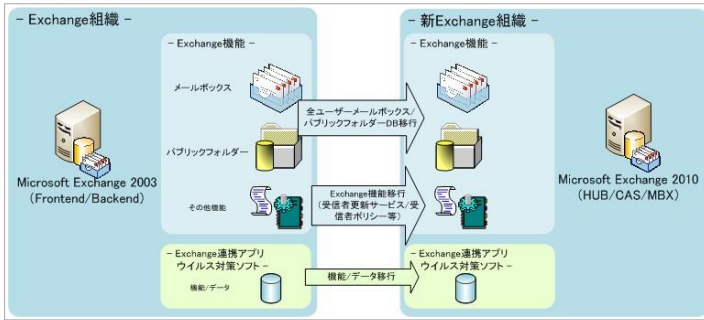 - Exchange組織 -
- Exchange機能 -
メールボックス
パブリックフォルダー
その他機能
Microsoft Exchange 2003
(Frontend/Backend)
- Exchange連携アプリ
ウイルス対策ソフト -
機能/データ
全ユーザーメールボックス/
パブリックフォルダーDB移行
Exchange機能移行
(受信者更新サービス/受
信者ポリシー等)
機能/データ移行
- 新Exchange組織 -
- Exchange機能 -
Microsoft Exchange 2010
(HUB/CAS/MBX)
- Exchange連携アプリ
ウイルス対策ソフト -